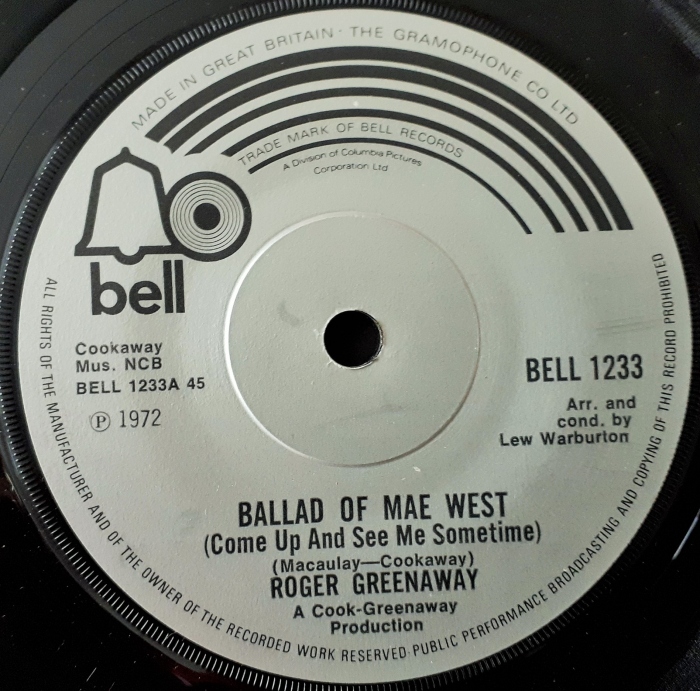 MADE IN GREAT BRITAIN · THE GRAMOPHONE CO LTD
TRADE MARK OF BELL RECORDS
A Division of Columbia Pictures
Corporation Ltd
bell
Cookaway
Mus. NCB
BELL 1233A 45
Ⓟ 1972
BELL 1233
Arr. and
cond. by
Lew Warburton
BALLAD OF MAE WEST
(Come Up And See Me Sometime)
(Macaulay—Cookaway)
ROGER GREENAWAY
A Cook-Greenaway
Production
ALL RIGHTS OF THE MANUFACTURER AND OF THE OWNER OF THE RECORDED WORK RESERVED·PUBLIC PERFORMANCE BROADCASTING AND COPYING OF THIS RECORD PROHIBITED